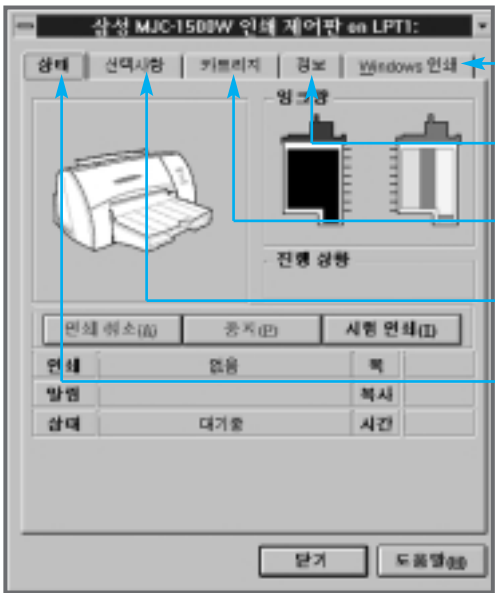 삼성 MJC-1500W 인쇄 제어판 on LPT1:
상태 선택사항 카트리지 경보 Windows 인쇄
잉크량
진행 상황
인쇄 취소(A) 중지(P) 시험 인쇄(T)
인쇄 없음 쪽
알림 복사
상태 대기중 시간
닫기 도움말(H)